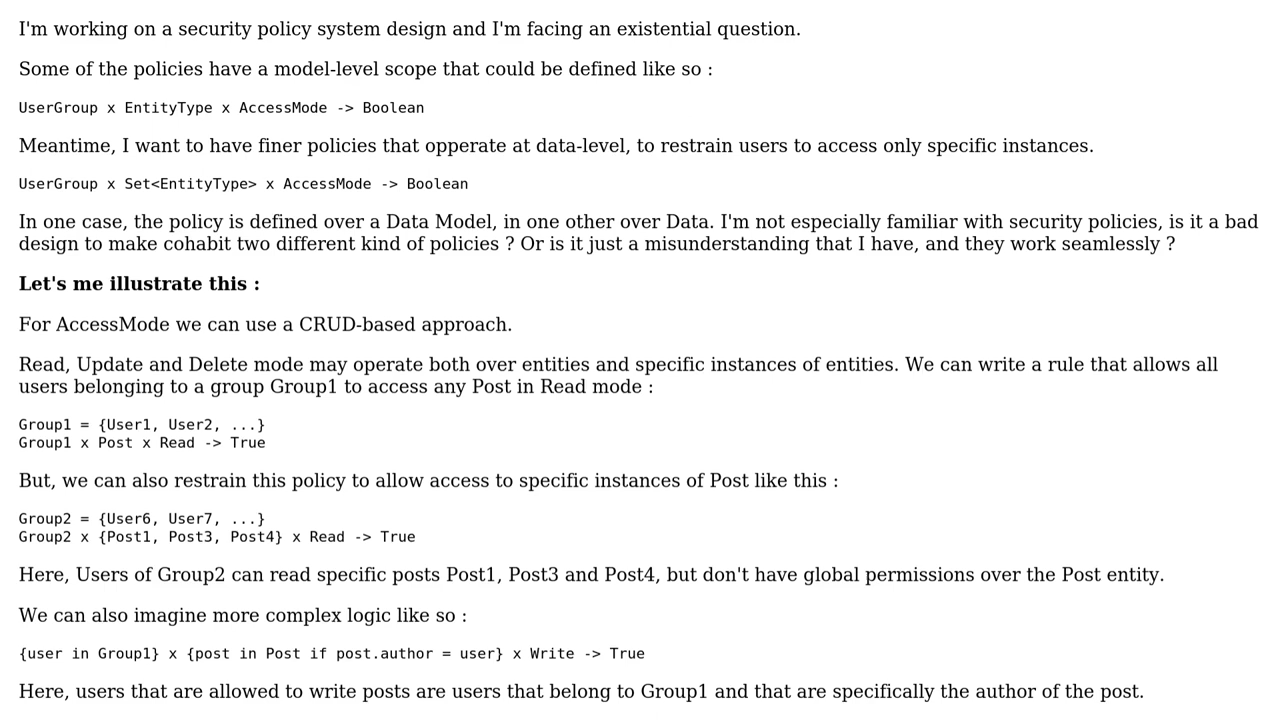 I'm working on a security policy system design and I'm facing an existential question.
Some of the policies have a model-level scope that could be defined like so :
UserGroup x EntityType x AccessMode -> Boolean
Meantime, I want to have finer policies that opperate at data-level, to restrain users to access only specific instances.
UserGroup x Set<EntityType> x AccessMode -> Boolean
In one case, the policy is defined over a Data Model, in one other over Data. I'm not especially familiar with security policies, is it a bad
design to make cohabit two different kind of policies ? Or is it just a misunderstanding that I have, and they work seamlessly ?
Let's me illustrate this :
For AccessMode we can use a CRUD-based approach.
Read, Update and Delete mode may operate both over entities and specific instances of entities. We can write a rule that allows all
users belonging to a group Group1 to access any Post in Read mode :
Group1 = {User1, User2, ...}
Group1 x Post x Read -> True
But, we can also restrain this policy to allow access to specific instances of Post like this :
Group2 = {User6, User7, ...}
Group2 x {Post1, Post3, Post4} x Read -> True
Here, Users of Group2 can read specific posts Post1, Post3 and Post4, but don't have global permissions over the Post entity.
We can also imagine more complex logic like so :
{user in Group1} x {post in Post if post.author = user} x Write -> True
Here, users that are allowed to write posts are users that belong to Group1 and that are specifically the author of the post.